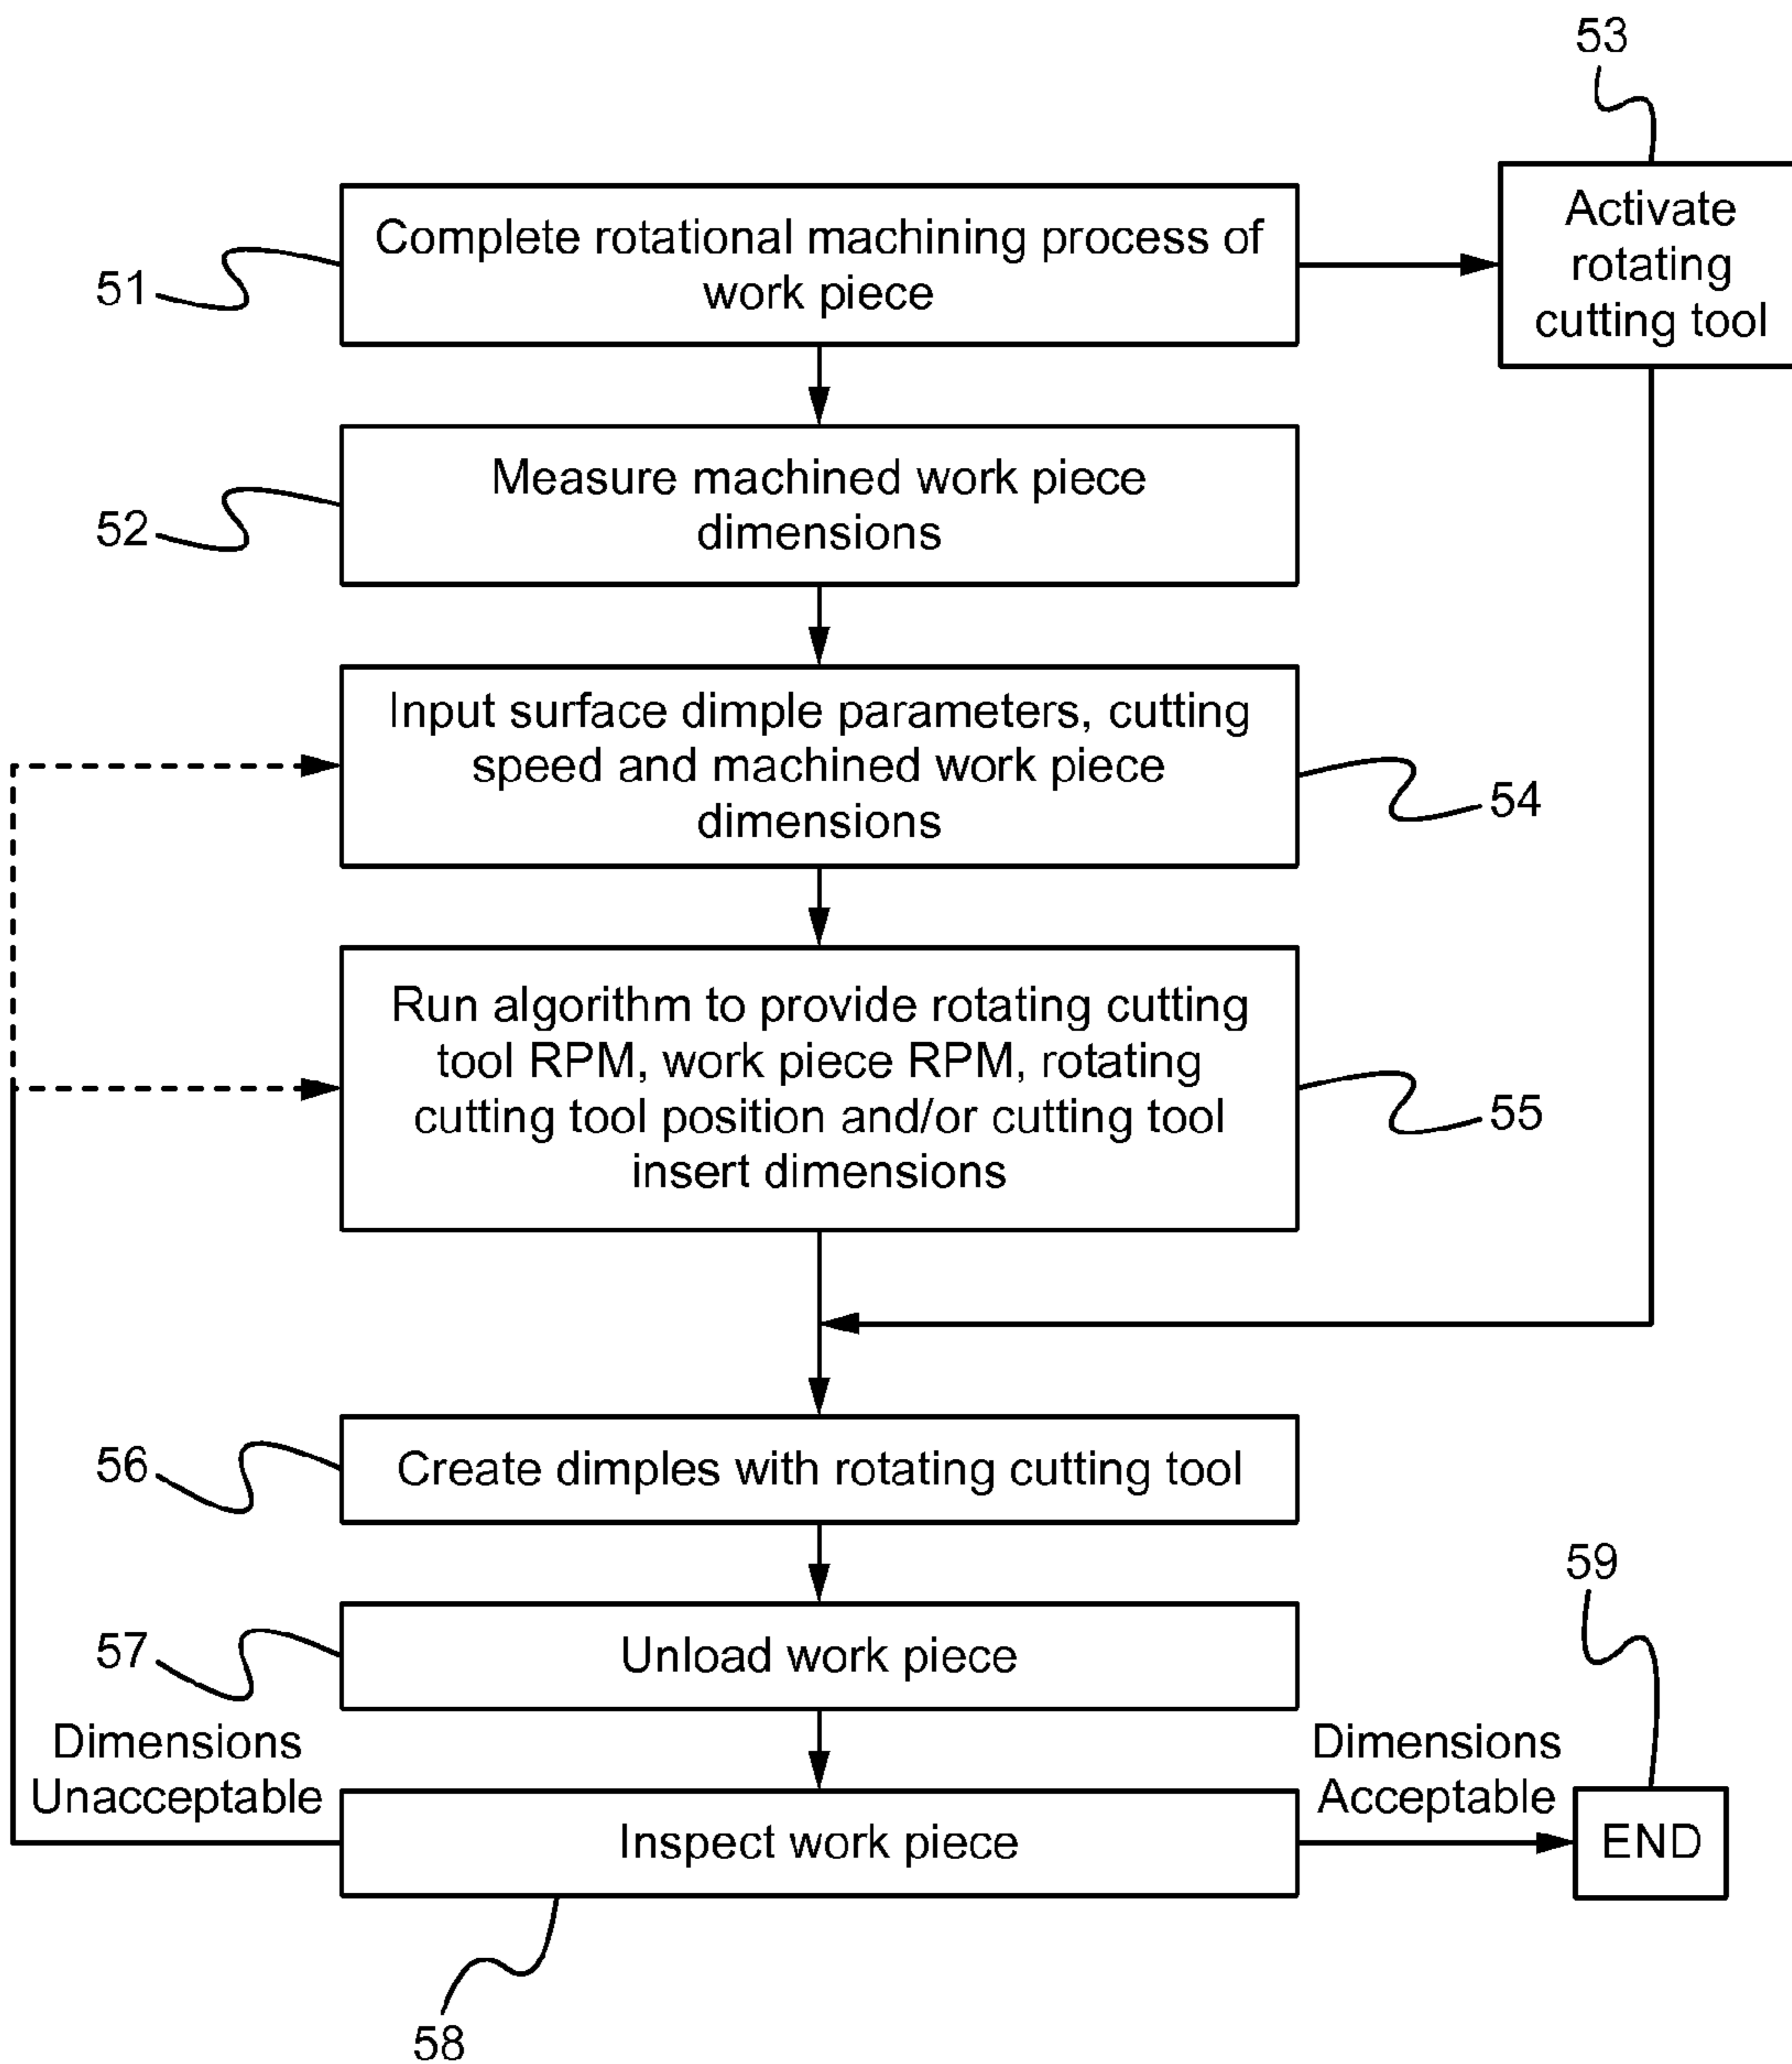 53
Activate
rotating
cutting tool
Complete rotational machining process of
work piece
51
Measure machined work piece
dimensions
52
Input surface dimple parameters, cutting
speed and machined work piece
dimensions
54
Run algorithm to provide rotating cutting
tool RPM, work piece RPM, rotating
cutting tool position and/or cutting tool
insert dimensions
55
56
Create dimples with rotating cutting tool
59
57
Unload work piece
Dimensions
Unacceptable
Dimensions
Acceptable
Inspect work piece
END
58